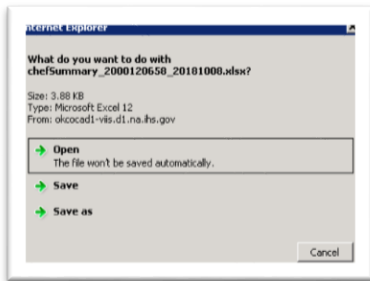 Internet Explorer
What do you want to do with
chefSummary_2000120658_20181008.xlsx?
Size: 3.88 KB
Type: Microsoft Excel 12
From: okcocad1-viis.d1.na.ihs.gov
Open
The file won't be saved automatically.
Save
Save as
Cancel